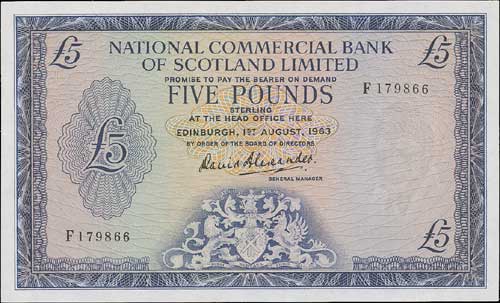 £5 £5
NATIONAL COMMERCIAL BANK
OF SCOTLAND LIMITED
PROMISE TO PAY THE BEARER ON DEMAND
FIVE POUNDS F 179866
STERLING
AT THE HEAD OFFICE HERE
EDINBURGH, 1ST AUGUST, 1963
BY ORDER OF THE BOARD OF DIRECTORS
£5
David Alexander.
GENERAL MANAGER
F 179866
£5